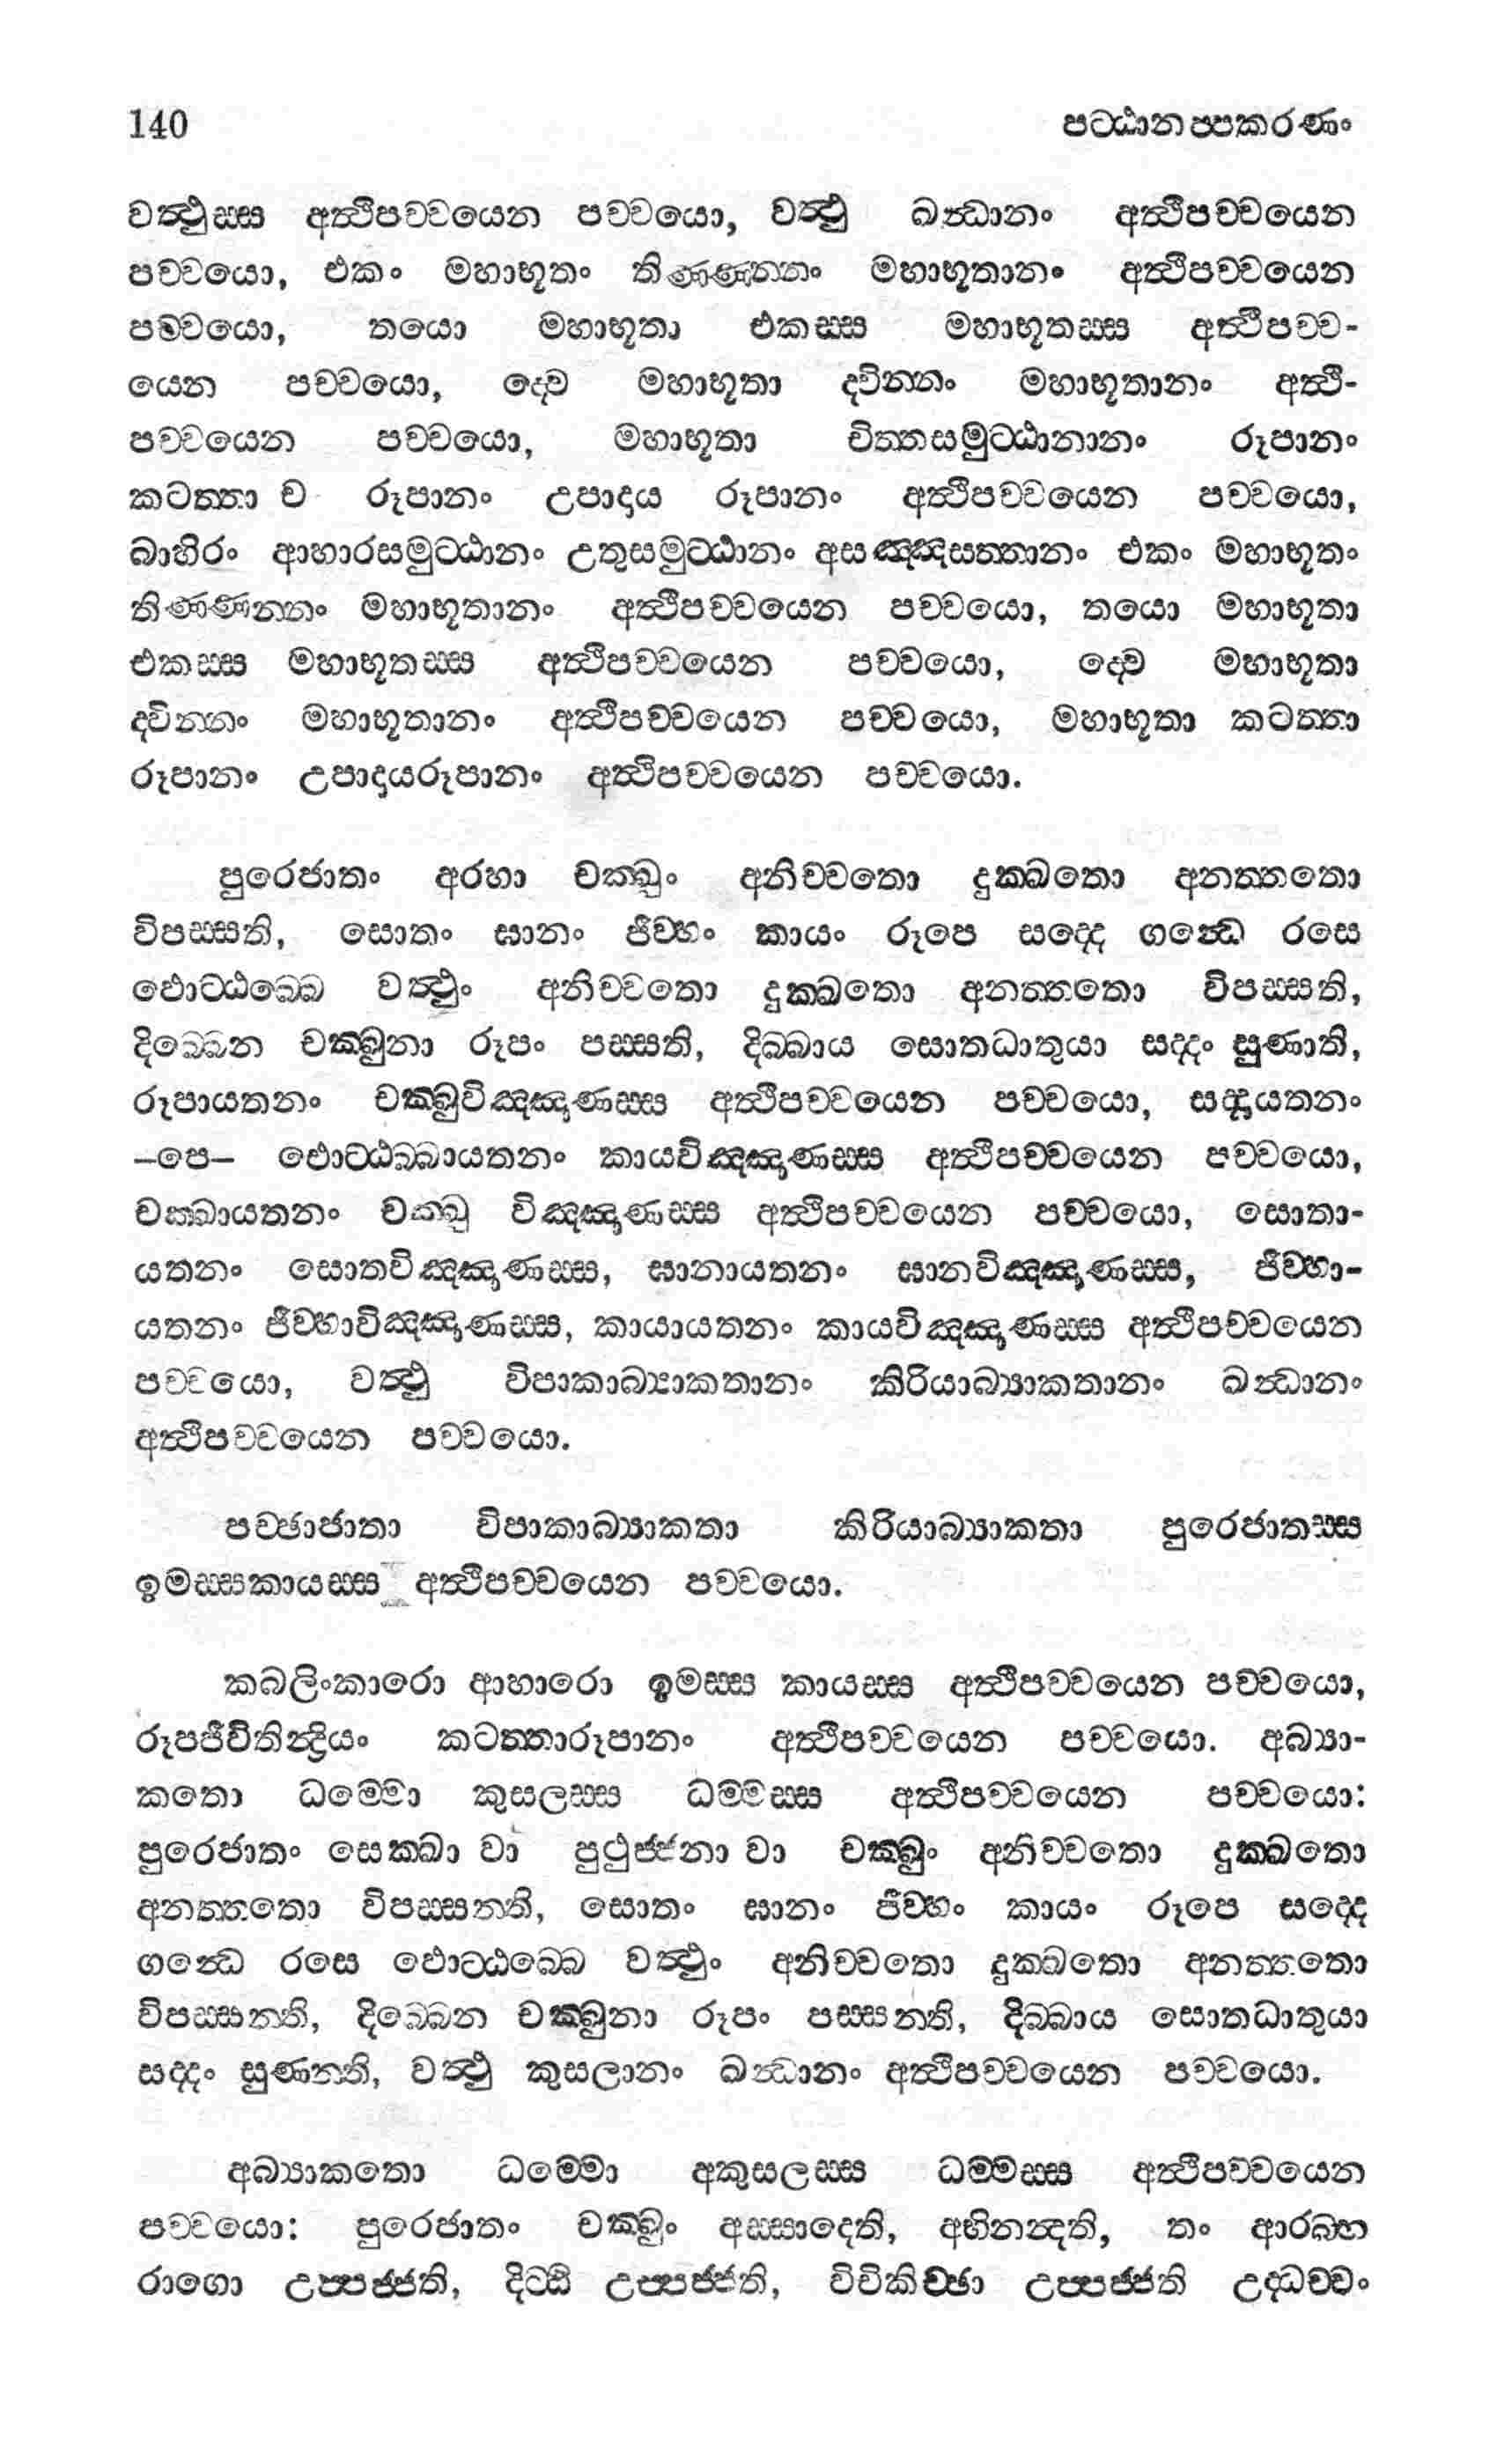 140 පට්ඨානප්පකරණං
වත්ථුස්ස අත්ථිපච්චයෙන පච්චයො, වත්ථු ඛන්ධානං අත්ථිපච්චයෙන
පච්චයො, එකං මහාභූතං තිණ්ණන්නං මහාභූතානං අත්ථිපච්චයෙන
පච්චයො, තයො මහාභූතා එකස්ස මහාභූතස්ස අත්ථිපච්ච-
යෙන පච්චයො, ද්වෙ මහාභූතා ද්වින්නං මහාභූතානං අත්ථි-
පච්චයෙන පච්චයො, මහාභූතා චිත්තසමුට්ඨානානං රූපානං
කටත්තා ච රූපානං උපාදාය රූපානං අත්ථිපච්චයෙන පච්චයො,
බාහිරං ආහාරසමුට්ඨානං උතුසමුට්ඨානං අසඤ්ඤසත්තානං එකං මහාභූතං
තිණ්ණන්නං මහාභූතානං අත්ථිපච්චයෙන පච්චයො, තයො මහාභූතා
එකස්ස මහාභූතස්ස අත්ථිපච්චයෙන පච්චයො, ද්වෙ මහාභූතා
ද්වින්නං මහාභූතානං අත්ථිපච්චයෙන පච්චයො, මහාභූතා කටත්තා
රූපානං උපාදායරූපානං අත්ථිපච්චයෙන පච්චයො.
පුරෙජාතං අරහා චක්ඛුං අනිච්චතො දුක්ඛතො අනත්තතො
විපස්සති, සොතං ඝානං ජීව්හං කායං රූපෙ සද්දෙ ගන්ධෙ රසෙ
ඵොට්ඨබ්බෙ වත්ථුං අනිච්චතො දුක්ඛතො අනත්තතො විපස්සති,
දිබ්බෙන චක්ඛුනා රූපං පස්සති, දිබ්බාය සොතධාතුයා සද්දං සුණාති,
රූපායතනං චක්ඛුවිඤ්ඤාණස්ස අත්ථිපච්චයෙන පච්චයො, සද්දායතනං
–පෙ– ඵොට්ඨබ්බායතනං කායවිඤ්ඤාණස්ස අත්ථිපච්චයෙන පච්චයො,
චක්ඛායතනං චක්ඛු විඤ්ඤාණස්ස අත්ථිපච්චයෙන පච්චයො, සොතා-
යතනං සොතවිඤ්ඤාණස්ස, ඝානායතනං ඝානවිඤ්ඤාණස්ස, ජීව්හා-
යතනං ජීව්හාවිඤ්ඤාණස්ස, කායායතනං කායවිඤ්ඤාණස්ස අත්ථිපච්චයෙන
පච්චයො, වත්ථු විපාකාබ්‍යාකතානං කිරියාබ්‍යාකතානං ඛන්ධානං
අත්ථිපච්චයෙන පච්චයො.
පච්ඡාජාතා විපාකාබ්‍යාකතා කිරියාබ්‍යාකතා පුරෙජාතස්ස
ඉමස්සකායස්ස අත්ථිපච්චයෙන පච්චයො.
කබලිංකාරො ආහාරො ඉමස්ස කායස්ස අත්ථිපච්චයෙන පච්චයො,
රූපජීවිතින්ද්‍රියං කටත්තාරූපානං අත්ථිපච්චයෙන පච්චයො. අබ්‍යා-
කතො ධම්මො කුසලස්ස ධම්මස්ස අත්ථිපච්චයෙන පච්චයො:
පුරෙජාතං සෙක්ඛා වා පුථුජ්ජනා වා චක්ඛුං අනිච්චතො දුක්ඛතො
අනත්තතො විපස්සන්ති, සොතං ඝානං ජීව්හං කායං රූපෙ සද්දෙ
ගන්ධෙ රසෙ ඵොට්ඨබ්බෙ වත්ථුං අනිච්චතො දුක්ඛතො අනත්තතො
විපස්සන්ති, දිබ්බෙන චක්ඛුනා රූපං පස්සන්ති, දිබ්බාය සොතධාතුයා
සද්දං සුණන්ති, වත්ථු කුසලානං ඛන්ධානං අත්ථිපච්චයෙන පච්චයො.
අබ්‍යාකතො ධම්මො අකුසලස්ස ධම්මස්ස අත්ථිපච්චයෙන
පච්චයො: පුරෙජාතං චක්ඛුං අස්සාදෙති, අභිනන්දති, තං ආරබ්භ
රාගො උප්පජ්ජති, දිට්ඨි උප්පජ්ජති, විචිකිච්ඡා උප්පජ්ජති උද්ධච්චං